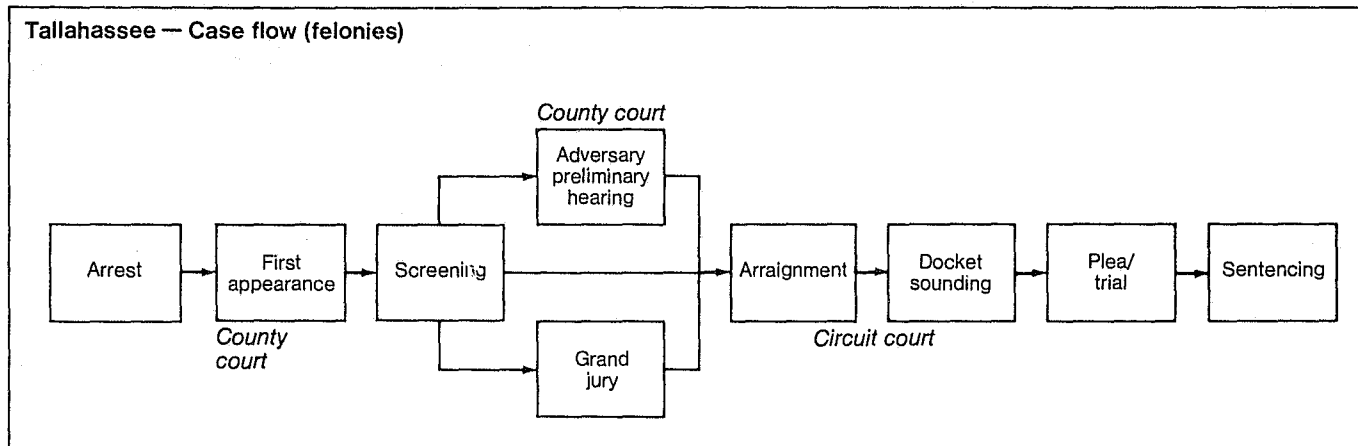 Tallahassee — Case flow (felonies)
County court
Adversary
preliminary
hearing
Arrest
First
appearance
Screening
Arraignment
Docket
sounding
Plea/
trial
Sentencing
County
court
Circuit court
Grand
jury